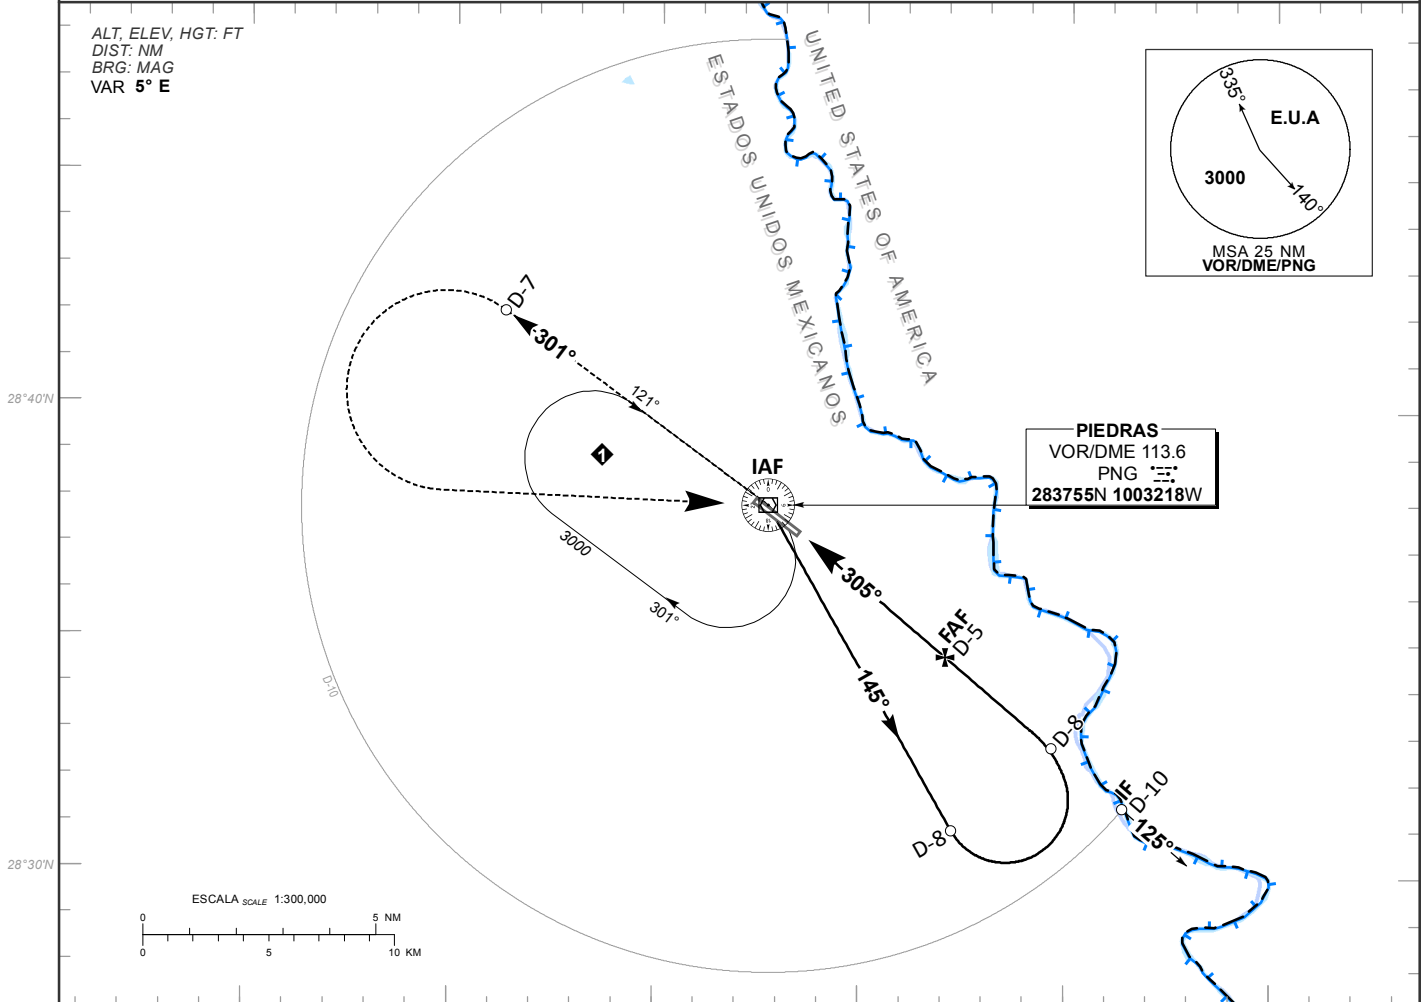 ALT, ELEV, HGT: FT
DIST: NM
BRG: MAG
VAR 5° E
ESTADOS UNIDOS MEXICANOS
UNITED STATES OF AMERICA
335°
E.U.A
3000
140°
MSA 25 NM
VOR/DME/PNG
D-7
301°
121°
28°40'N
1
IAF
PIEDRAS
VOR/DME 113.6
PNG
283755N 1003218W
3000
301°
305°
FAF
D-5
145°
D-10
D-8
D-8
IF
D-10
125°
28°30'N
ESCALA SCALE 1:300,000
0 5 NM
0 5 10 KM